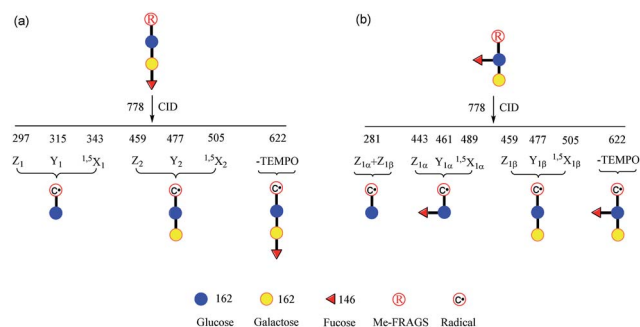 (a)
R
778 CID
297 315 343 459 477 505 622
Z₁ Y₁ ¹,⁵X₁ Z₂ Y₂ ¹,⁵X₂ -TEMPO
C• C• C•
(b)
R
778 CID
281 443 461 489 459 477 505 622
Z₁α+Z₁β Z₁α Y₁α ¹,⁵X₁α Z₁β Y₁β ¹,⁵X₁β -TEMPO
C• C• C• C•
162 162 146 R C•
Glucose Galactose Fucose Me-FRAGS Radical